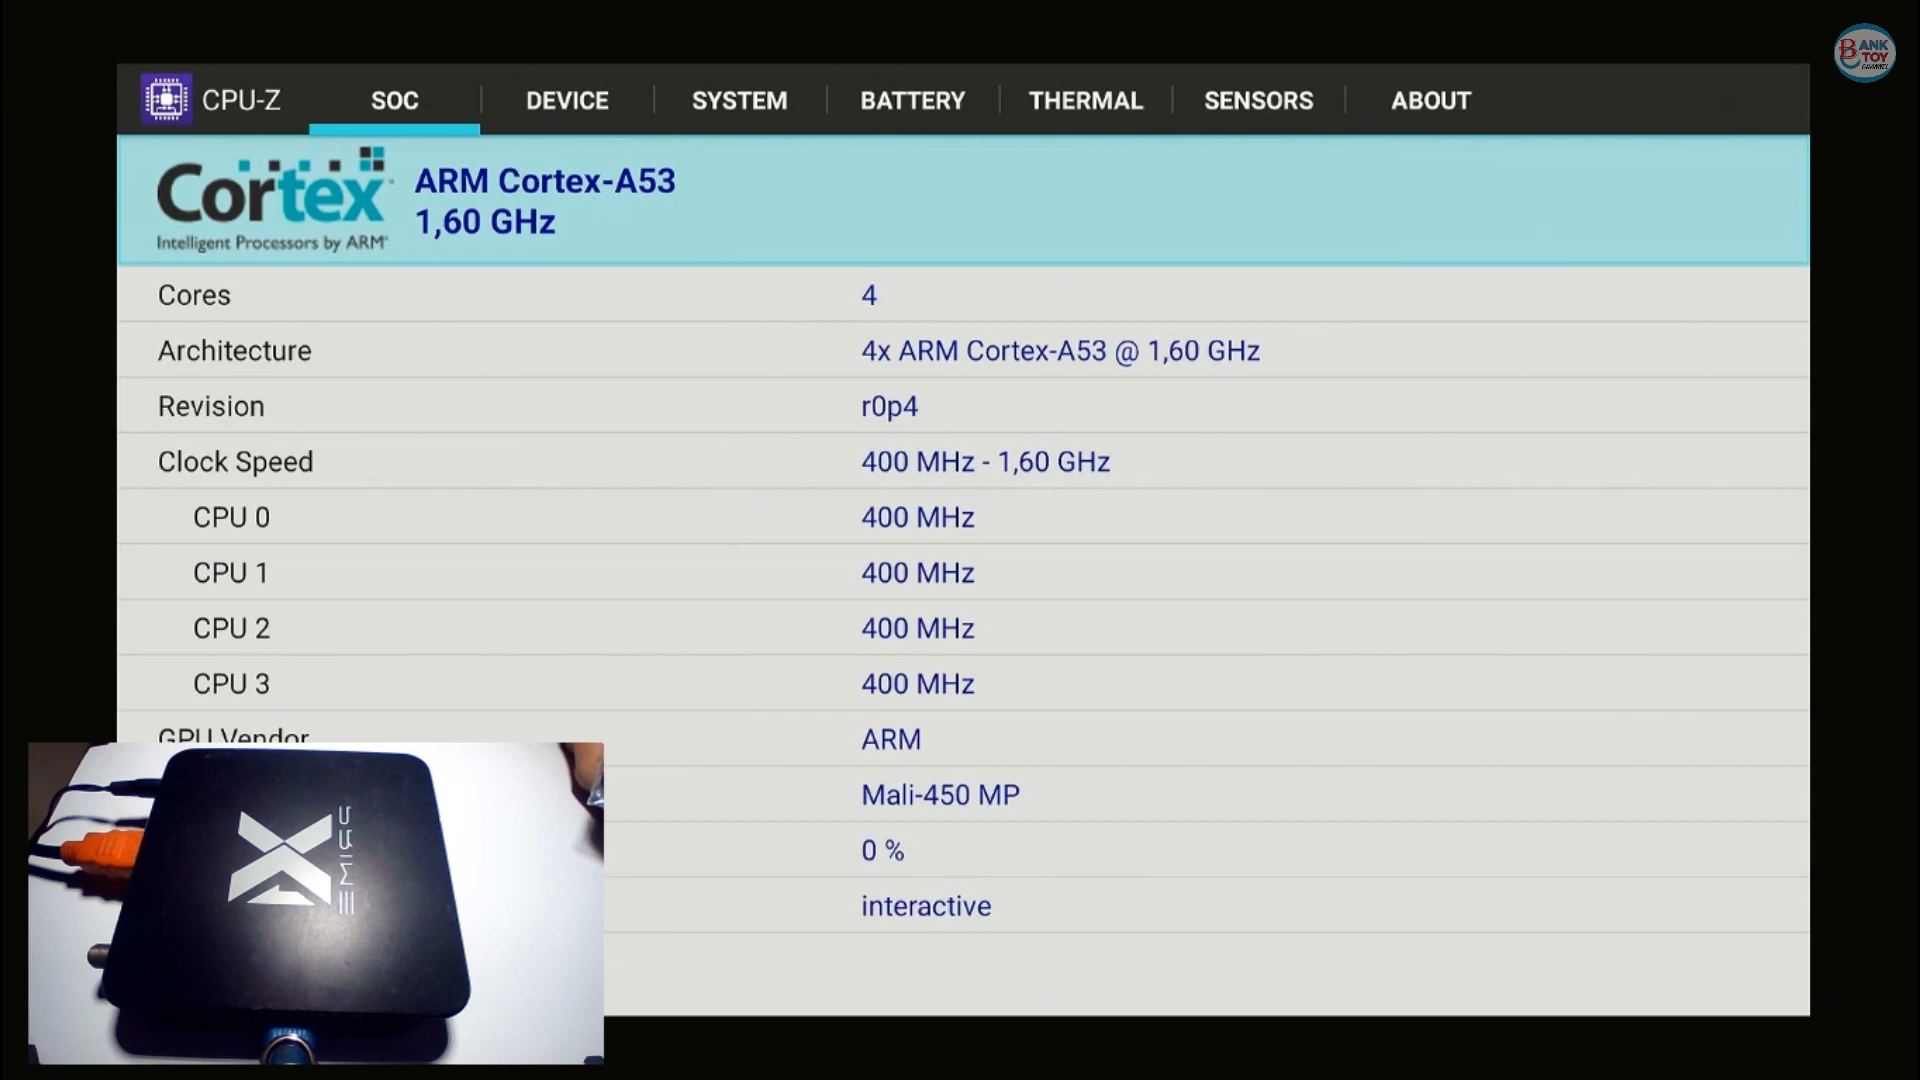 BANK
TOY
CHANNEL
CPU-Z SOC DEVICE SYSTEM BATTERY THERMAL SENSORS ABOUT
Cortex
Intelligent Processors by ARM
ARM Cortex-A53
1,60 GHz
Cores 4
Architecture 4x ARM Cortex-A53 @ 1,60 GHz
Revision r0p4
Clock Speed 400 MHz - 1,60 GHz
CPU 0 400 MHz
CPU 1 400 MHz
CPU 2 400 MHz
CPU 3 400 MHz
GPU Vendor ARM
Mali-450 MP
0 %
interactive